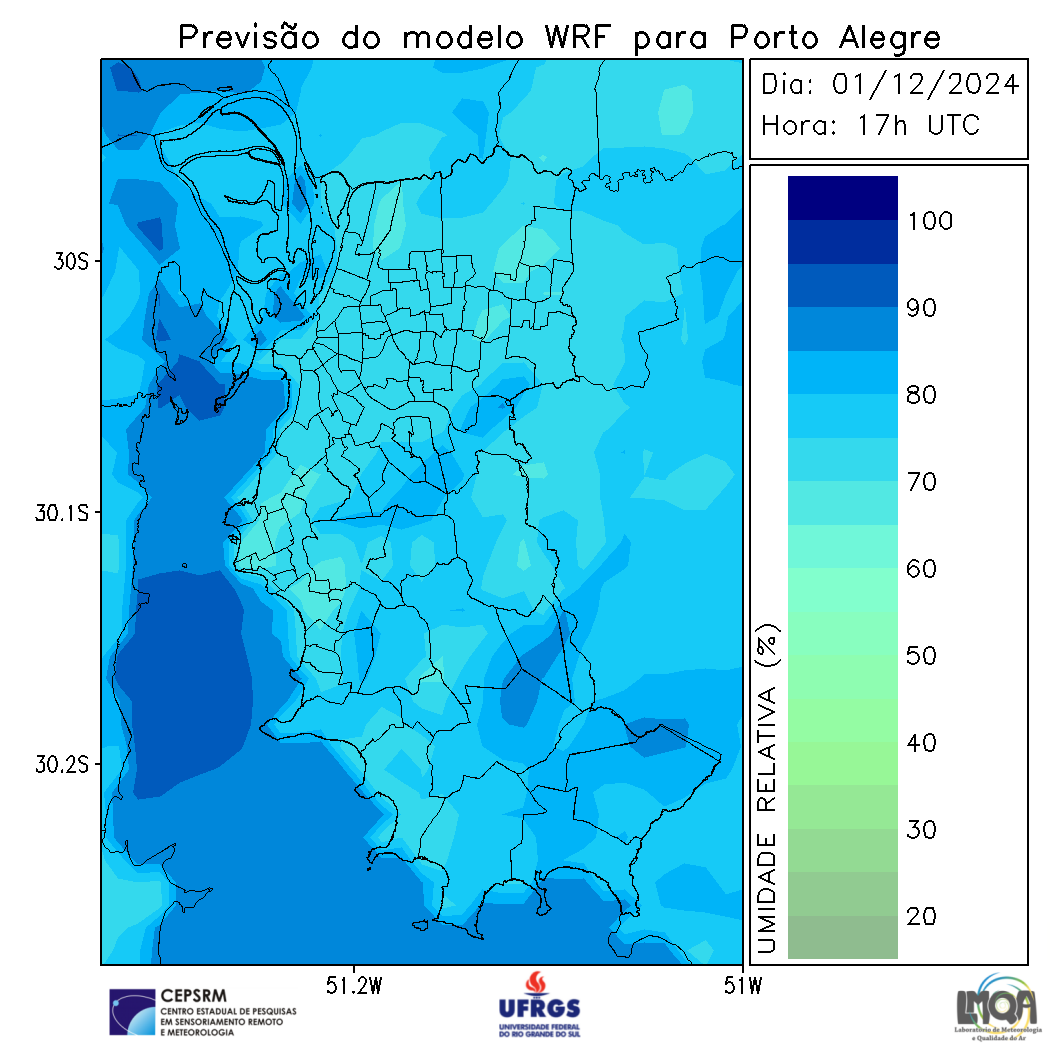 Previsão do modelo WRF para Porto Alegre
Dia: 01/12/2024
Hora: 17h UTC
30S
30.1S
30.2S
51.2W
51W
100
90
80
70
60
50
40
30
20
UMIDADE RELATIVA (%)
CEPSRM
CENTRO ESTADUAL DE PESQUISAS
EM SENSORIAMENTO REMOTO
E METEOROLOGIA
UFRGS
UNIVERSIDADE FEDERAL
DO RIO GRANDE DO SUL
LMQA
Laboratório de Meteorologia
e Qualidade do Ar